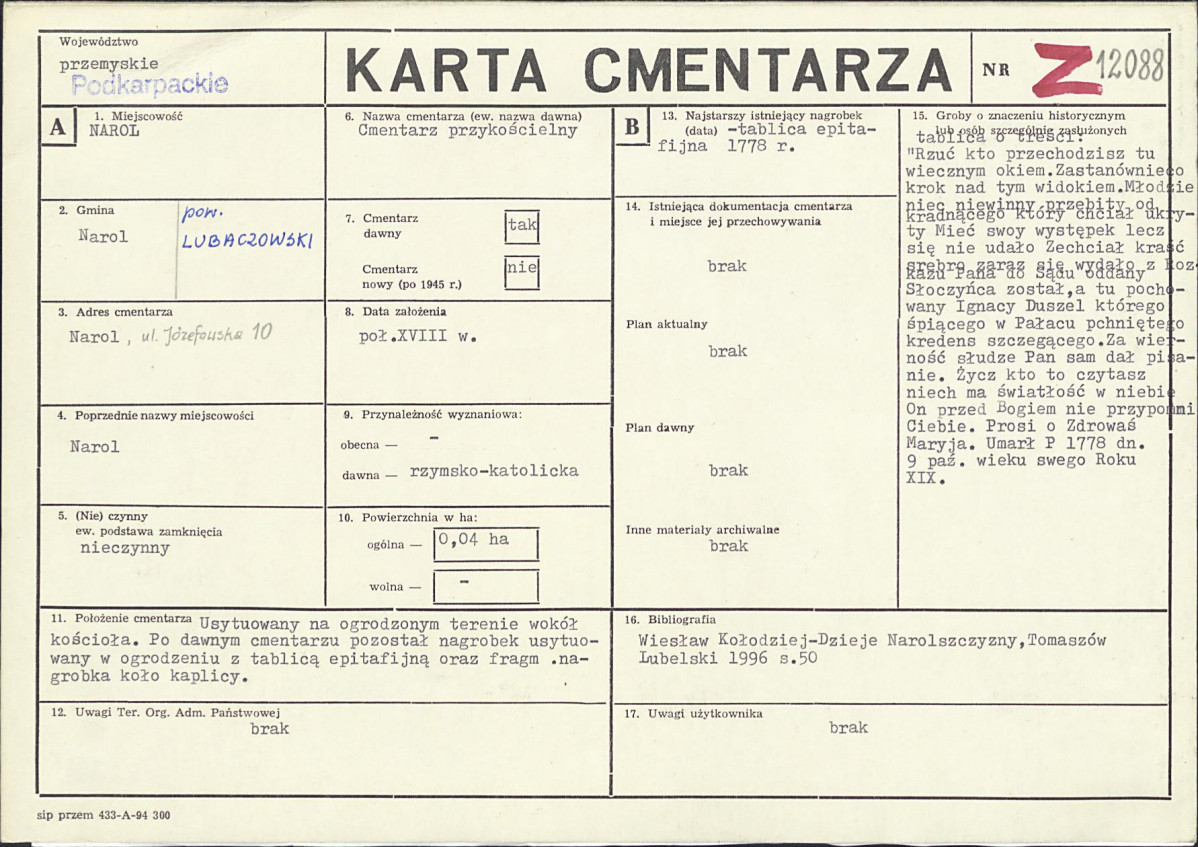 Województwo
przemyskie
Podkarpackie
KARTA CMENTARZA
NR Z 12088
A
1. Miejscowość
NAROL
2. Gmina
Narol
pow.
LUBACZOWSKI
3. Adres cmentarza
Narol, ul. Józefowska 10
4. Poprzednie nazwy miejscowości
Narol
5. (Nie) czynny
ew. podstawa zamknięcia
nieczynny
6. Nazwa cmentarza (ew. nazwa dawna)
Cmentarz przykościelny
7. Cmentarz
dawny
tak
Cmentarz
nowy (po 1945 r.)
nie
8. Data założenia
poł.XVIII w.
9. Przynależność wyznaniowa:
obecna — -
dawna — rzymsko-katolicka
10. Powierzchnia w ha:
ogólna — 0,04 ha
wolna — -
11. Położenie cmentarza Usytuowany na ogrodzonym terenie wokół
kościoła. Po dawnym cmentarzu pozostał nagrobek usytuo-
wany w ogrodzeniu z tablicą epitafijną oraz fragm .na-
grobka koło kaplicy.
12. Uwagi Ter. Org. Adm. Państwowej
brak
B
13. Najstarszy istniejący nagrobek
(data) -tablica epita-
fijna 1778 r.
14. Istniejąca dokumentacja cmentarza
i miejsce jej przechowywania
brak
Plan aktualny
brak
Plan dawny
brak
Inne materiały archiwalne
brak
15. Groby o znaczeniu historycznym
lub osób szczególnie zasłużonych
tablica o treści:
"Rzuć kto przechodzisz tu
wiecznym okiem.Zastanówniego
krok nad tym widokiem.Młodzie
niec niewinny przebity od
kradnącego który chciał ukry-
ty Mieć swoy występek lecz
się nie udało Zechciał kraść
srebro zaraz się wydało z Roz-
kazu Pana do Sądu oddany
Słoczyńca został,a tu pocho-
wany Ignacy Duszel którego
śpiącego w Pałacu pchniętego
kredens szczegącego.Za wier-
ność słudze Pan sam dał pisa-
nie. Życz kto to czytasz
niech ma światłość w niebie
On przed Bogiem nie przypomni
Ciebie. Prosi o Zdrowaś
Maryja. Umarł P 1778 dn.
9 paź. wieku swego Roku
XIX.
16. Bibliografia
Wiesław Kołodziej-Dzieje Narolszczyzny,Tomaszów
Lubelski 1996 s.50
17. Uwagi użytkownika
brak
sip przem 433-A-94 300